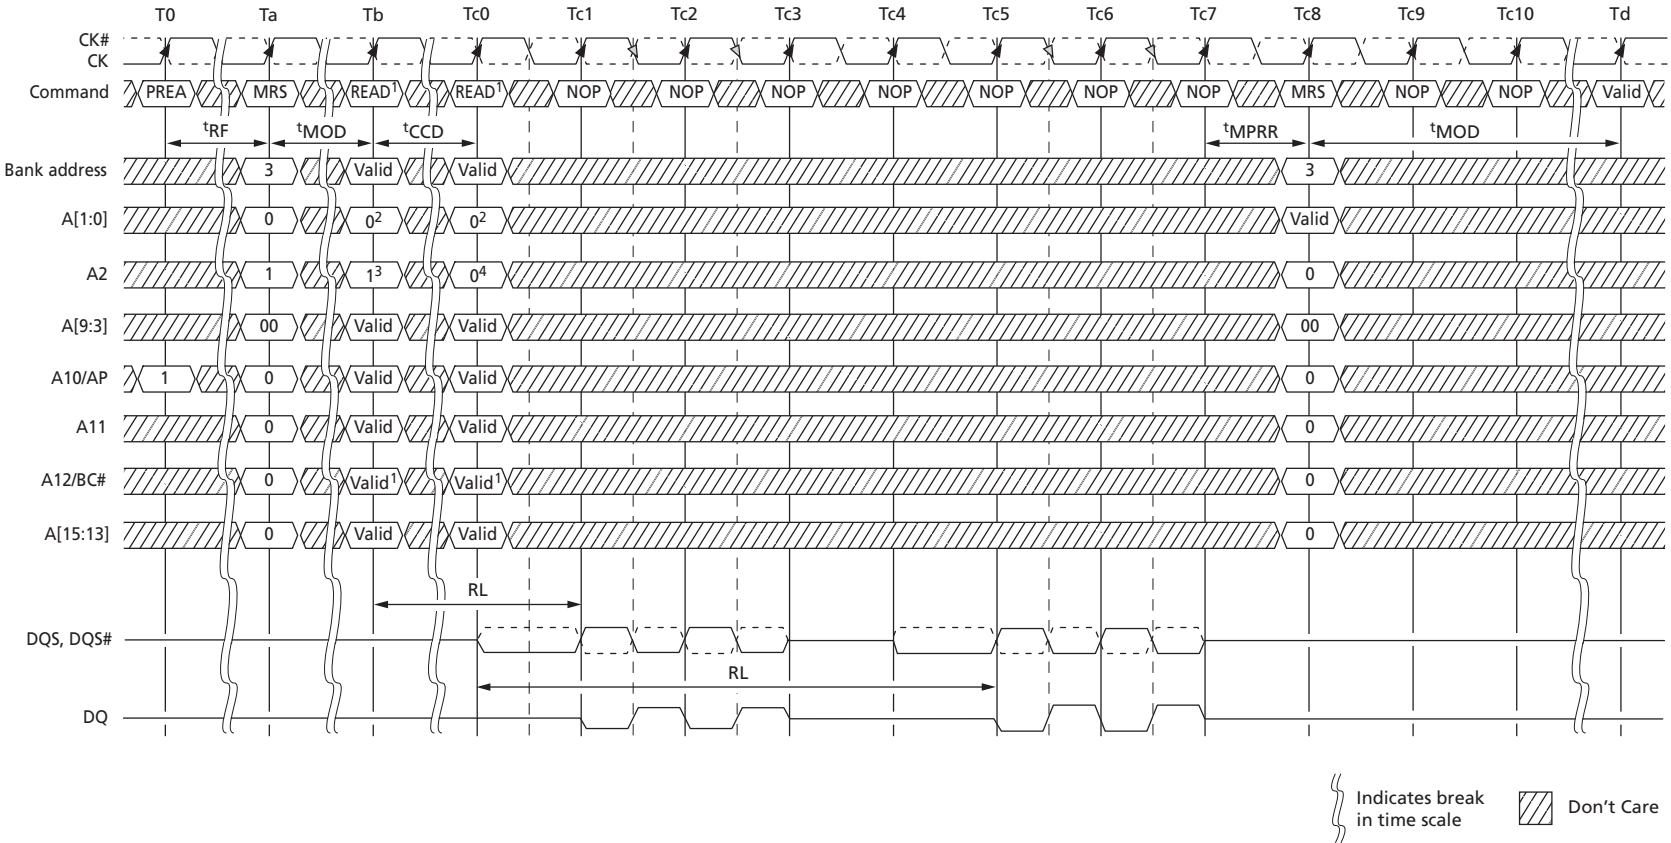 T0 Ta Tb Tc0 Tc1 Tc2 Tc3 Tc4 Tc5 Tc6 Tc7 Tc8 Tc9 Tc10 Td
CK#
CK
Command PREA MRS READ¹ READ¹ NOP NOP NOP NOP NOP NOP NOP MRS NOP NOP Valid
tRF tMOD tCCD tMPRR tMOD
Bank address 3 Valid Valid 3
A[1:0] 0 0² 0² Valid
A2 1 1³ 0⁴ 0
A[9:3] 00 Valid Valid 00
A10/AP 1 0 Valid Valid 0
A11 0 Valid Valid 0
A12/BC# 0 Valid¹ Valid¹ 0
A[15:13] 0 Valid Valid 0
RL
DQS, DQS#
RL
DQ
Indicates break
in time scale
Don't Care